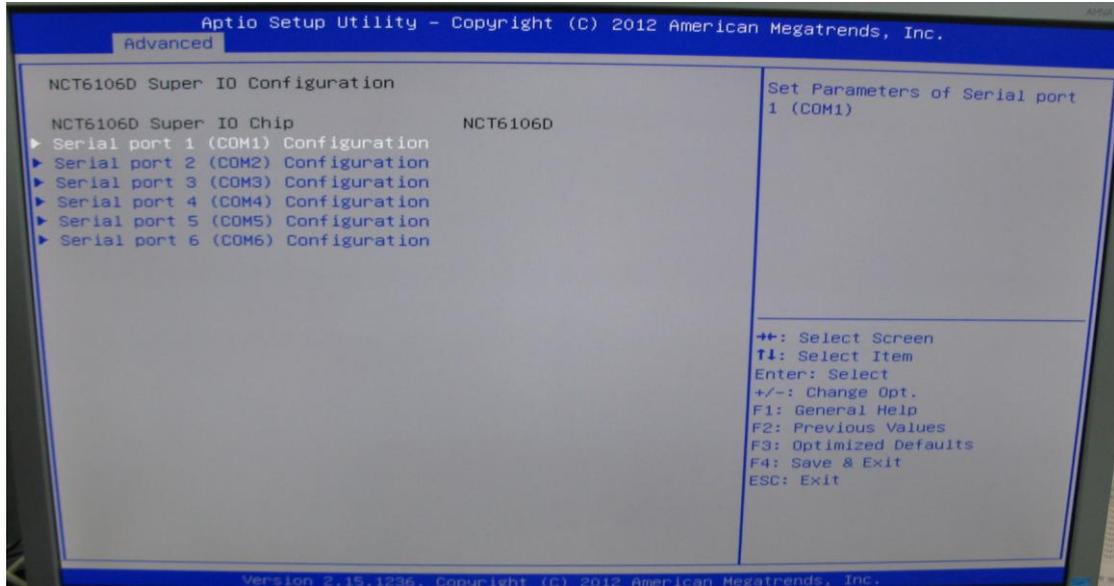 Aptio Setup Utility – Copyright (C) 2012 American Megatrends, Inc.
Advanced
NCT6106D Super IO Configuration
NCT6106D Super IO Chip NCT6106D
► Serial port 1 (COM1) Configuration
► Serial port 2 (COM2) Configuration
► Serial port 3 (COM3) Configuration
► Serial port 4 (COM4) Configuration
► Serial port 5 (COM5) Configuration
► Serial port 6 (COM6) Configuration
Set Parameters of Serial port
1 (COM1)
→←: Select Screen
↑↓: Select Item
Enter: Select
+/-: Change Opt.
F1: General Help
F2: Previous Values
F3: Optimized Defaults
F4: Save & Exit
ESC: Exit
Version 2.15.1236. Copyright (C) 2012 American Megatrends, Inc.